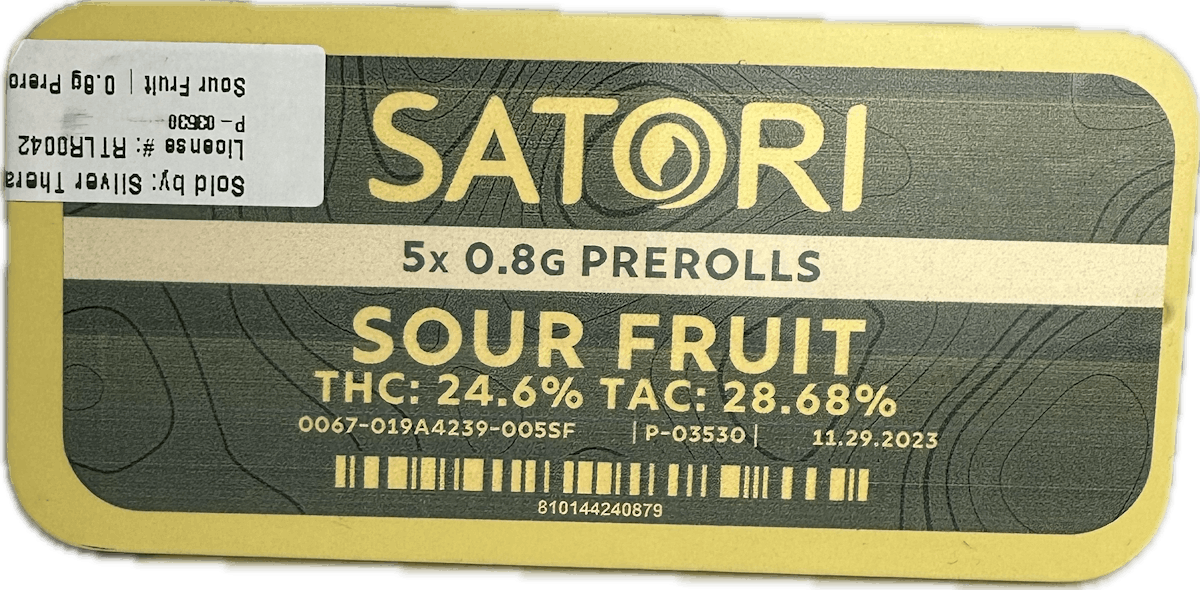 Sold by: Silver Thera
License #: RTLR0042
P-03530
Sour Fruit | 0.8g Prero
SATORI
5x 0.8G PREROLLS
SOUR FRUIT
THC: 24.6% TAC: 28.68%
0067-019A4239-005SF |P-03530| 11.29.2023
810144240879